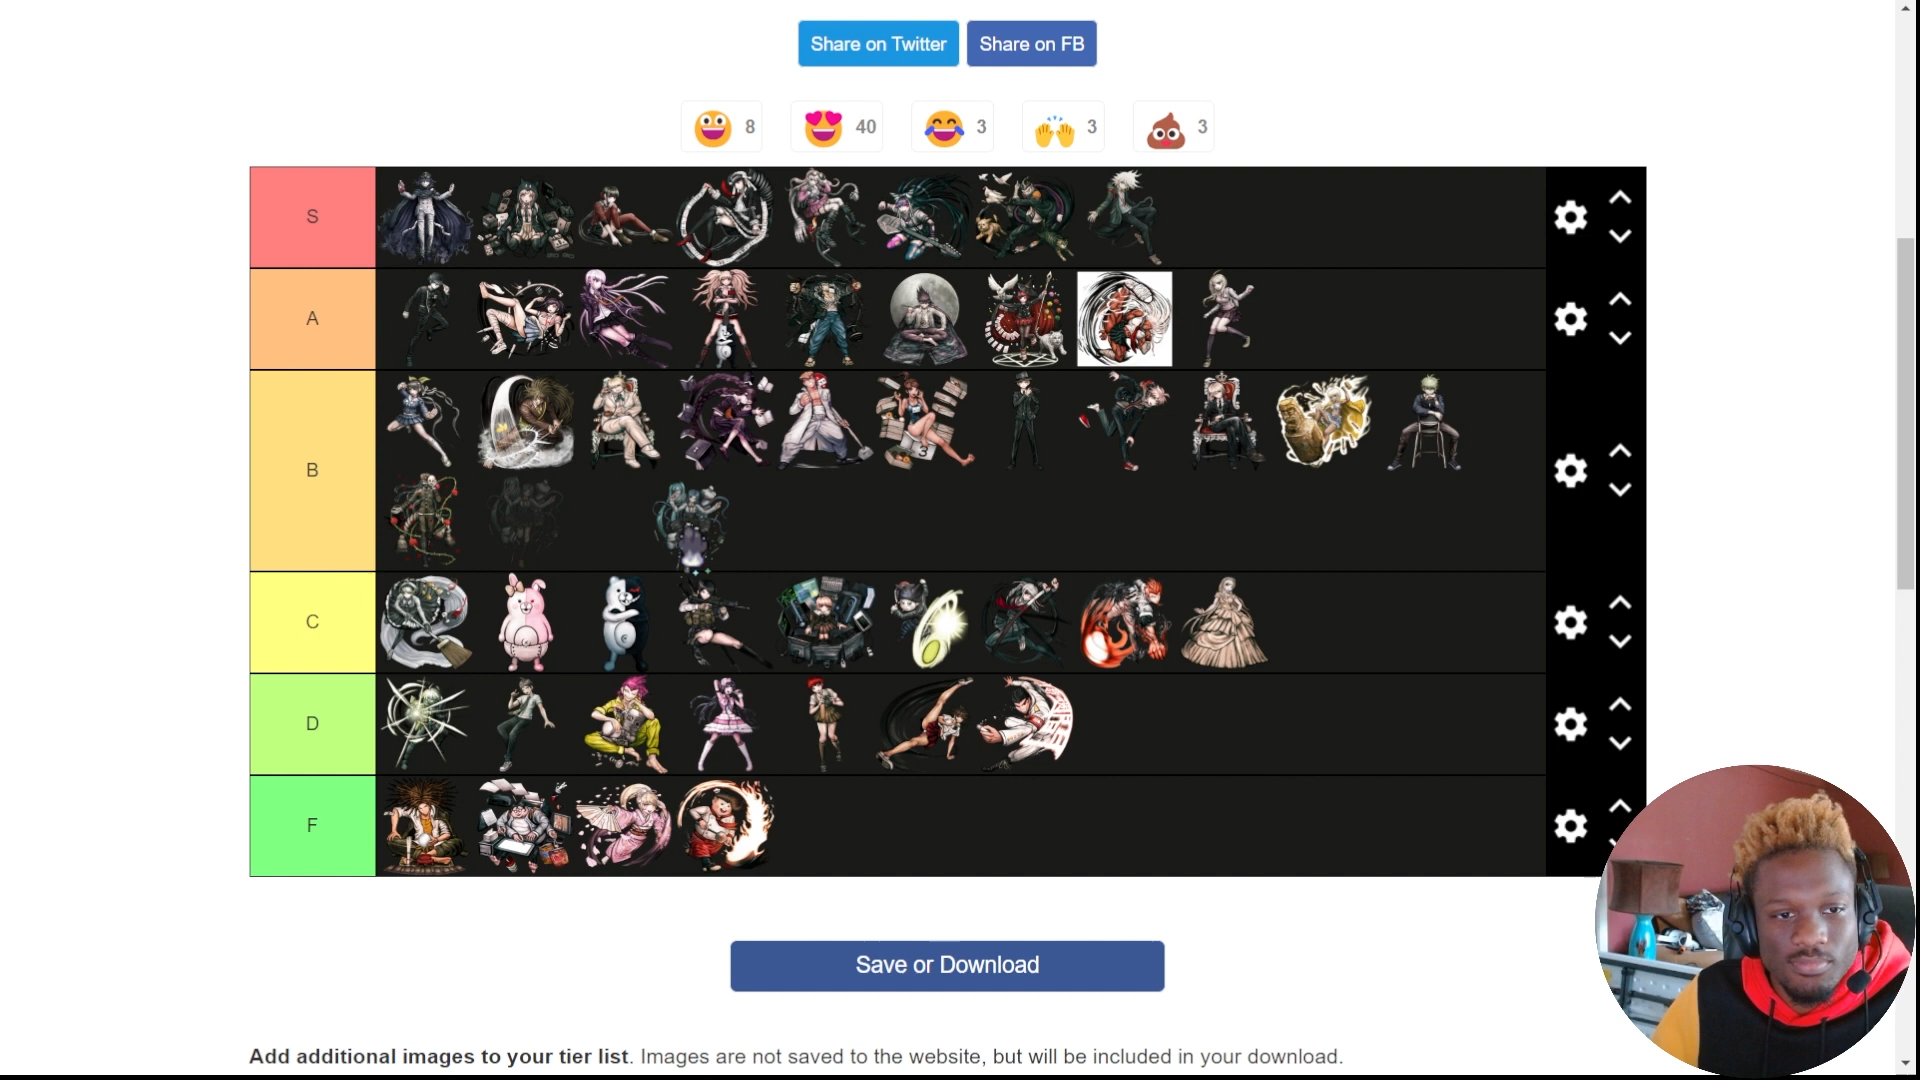 Share on Twitter Share on FB
8 40 3 3 3
S
A
B
3
C
D
F
Save or Download
Add additional images to your tier list. Images are not saved to the website, but will be included in your download.